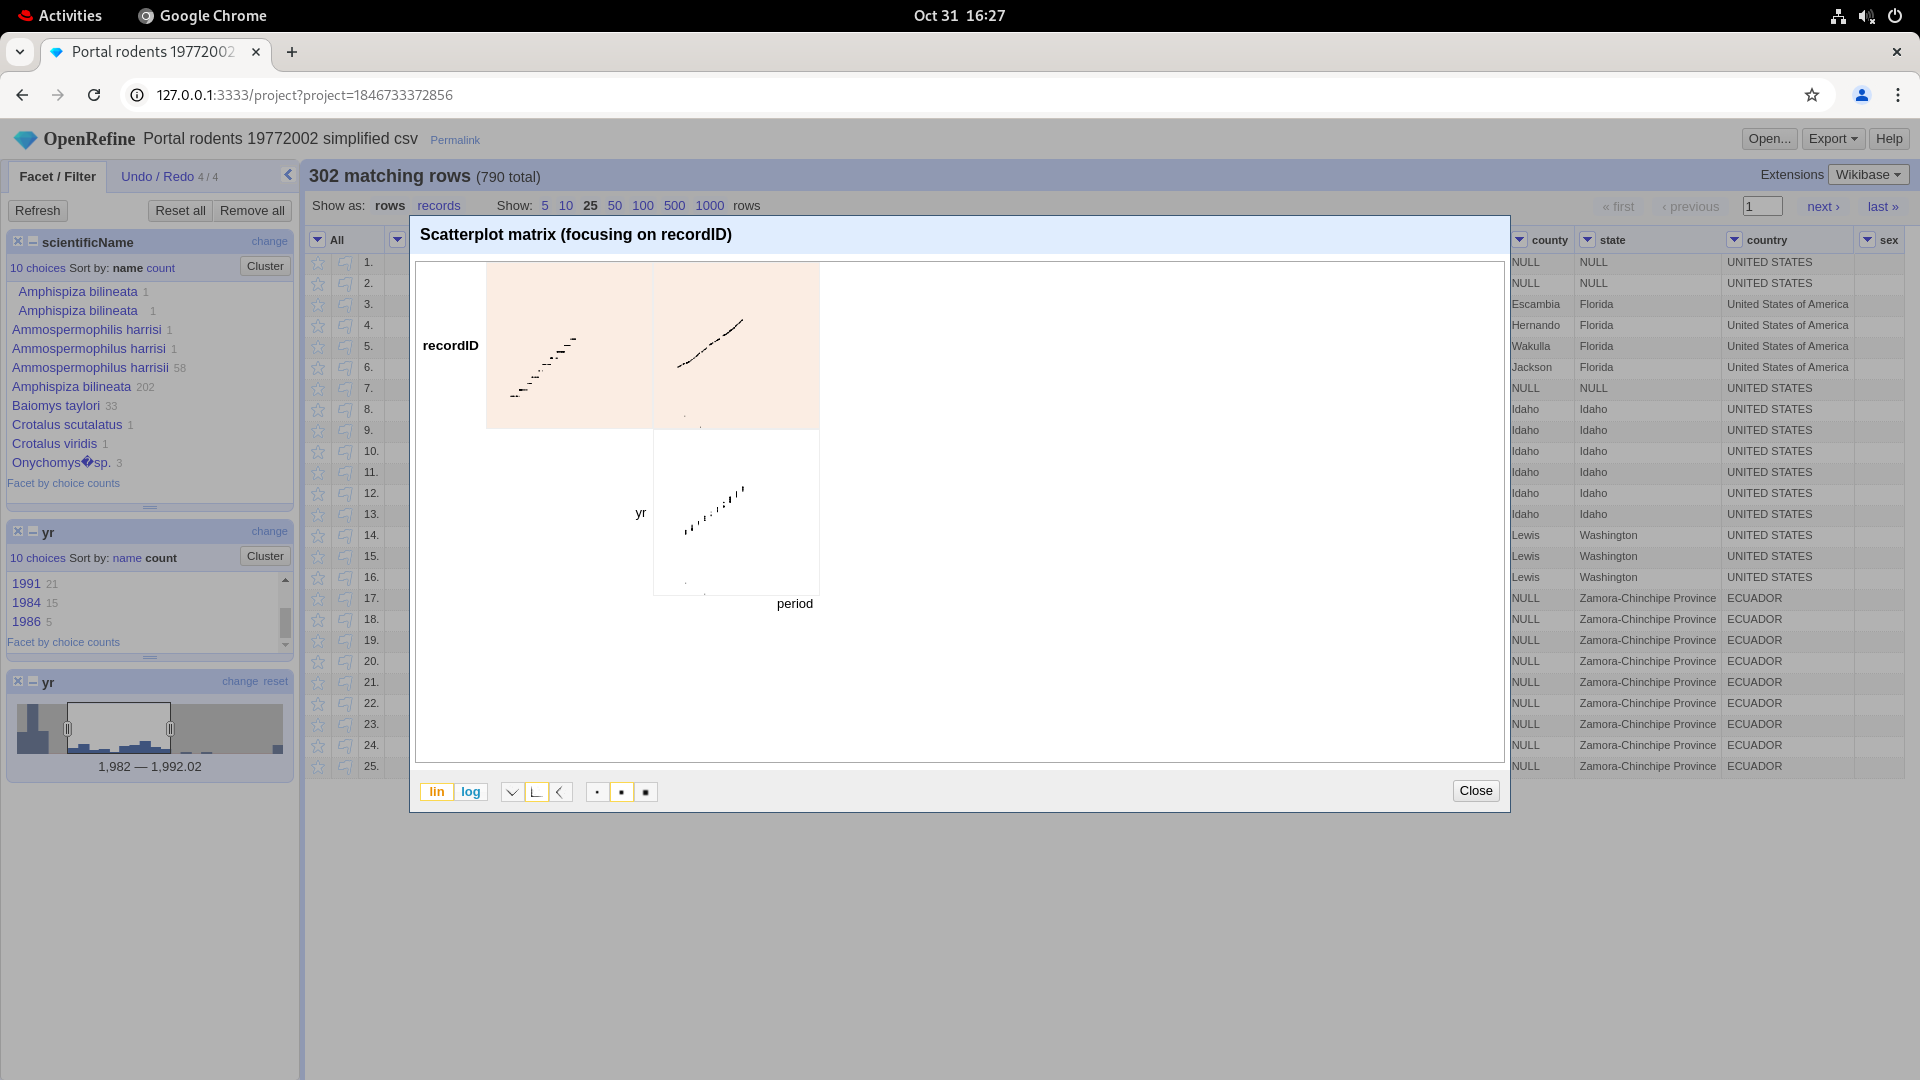 Activities
Google Chrome
Oct 31 16:27
Portal rodents 19772002
127.0.0.1:3333/project?project=1846733372856
OpenRefine Portal rodents 19772002 simplified csv Permalink
Open... Export Help
Facet / Filter Undo / Redo 4 / 4
302 matching rows (790 total)
Extensions Wikibase
Refresh Reset all Remove all
Show as: rows records Show: 5 10 25 50 100 500 1000 rows
« first ‹ previous 1 next › last »
scientificName change
10 choices Sort by: name count Cluster
Amphispiza bilineata 1
Amphispiza bilineata 1
Ammospermophilis harrisi 1
Ammospermophilus harrisi 1
Ammospermophilus harrisii 58
Amphispiza bilineata 202
Baiomys taylori 33
Crotalus scutalatus 1
Crotalus viridis 1
Onychomys�sp. 3
Facet by choice counts
yr change
10 choices Sort by: name count Cluster
1991 21
1984 15
1986 5
Facet by choice counts
yr change reset
1,982 — 1,992.02
All county state country sex
1. NULL NULL UNITED STATES
2. NULL NULL UNITED STATES
3. Escambia Florida United States of America
4. Hernando Florida United States of America
5. Wakulla Florida United States of America
6. Jackson Florida United States of America
7. NULL NULL UNITED STATES
8. Idaho Idaho UNITED STATES
9. Idaho Idaho UNITED STATES
10. Idaho Idaho UNITED STATES
11. Idaho Idaho UNITED STATES
12. Idaho Idaho UNITED STATES
13. Idaho Idaho UNITED STATES
14. Lewis Washington UNITED STATES
15. Lewis Washington UNITED STATES
16. Lewis Washington UNITED STATES
17. NULL Zamora-Chinchipe Province ECUADOR
18. NULL Zamora-Chinchipe Province ECUADOR
19. NULL Zamora-Chinchipe Province ECUADOR
20. NULL Zamora-Chinchipe Province ECUADOR
21. NULL Zamora-Chinchipe Province ECUADOR
22. NULL Zamora-Chinchipe Province ECUADOR
23. NULL Zamora-Chinchipe Province ECUADOR
24. NULL Zamora-Chinchipe Province ECUADOR
25. NULL Zamora-Chinchipe Province ECUADOR
Scatterplot matrix (focusing on recordID)
recordID
yr
period
lin log
Close